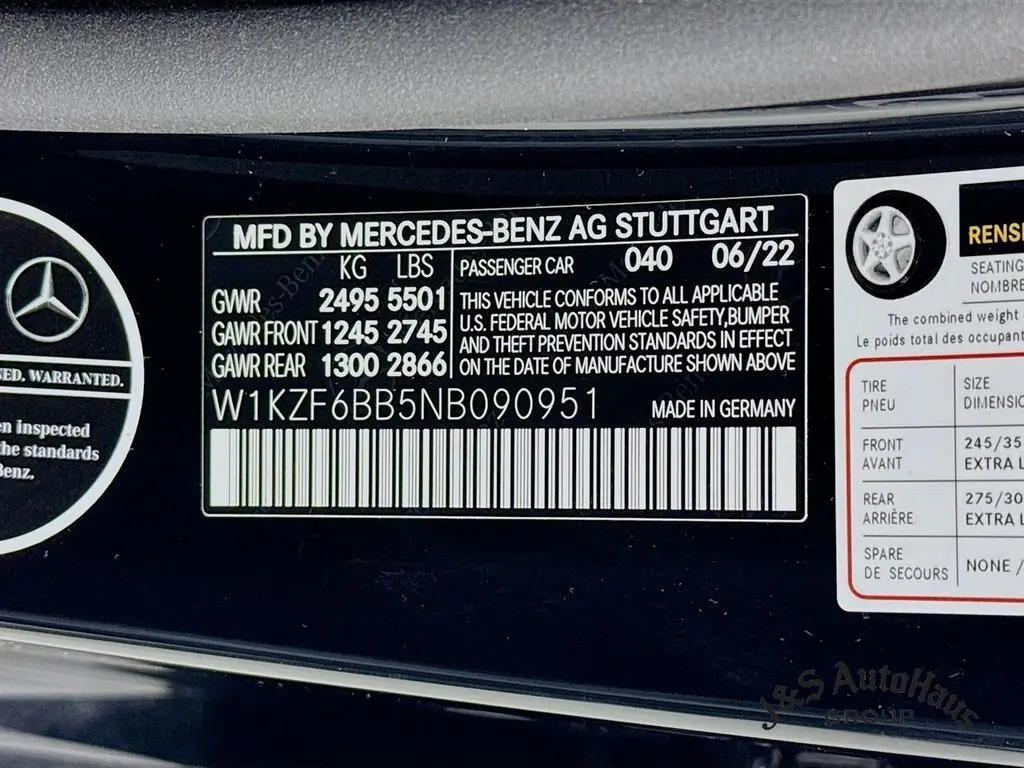 MFD BY MERCEDES-BENZ AG STUTTGART
KG LBS
GVWR 2495 5501
GAWR FRONT 1245 2745
GAWR REAR 1300 2866
PASSENGER CAR 040 06/22
THIS VEHICLE CONFORMS TO ALL APPLICABLE
U.S. FEDERAL MOTOR VEHICLE SAFETY,BUMPER
AND THEFT PREVENTION STANDARDS IN EFFECT
ON THE DATE OF MANUFACTURE SHOWN ABOVE
W1KZF6BB5NB090951 MADE IN GERMANY
NED. WARRANTED.
en inspected
the standards
Benz.
RENSE
SEATING
NOMBRE
The combined weight
Le poids total des occupant
TIRE SIZE
PNEU DIMENSIO
FRONT 245/35
AVANT EXTRA L
REAR 275/30
ARRIÈRE EXTRA L
SPARE NONE /
DE SECOURS
J&S AutoHaus
GROUP